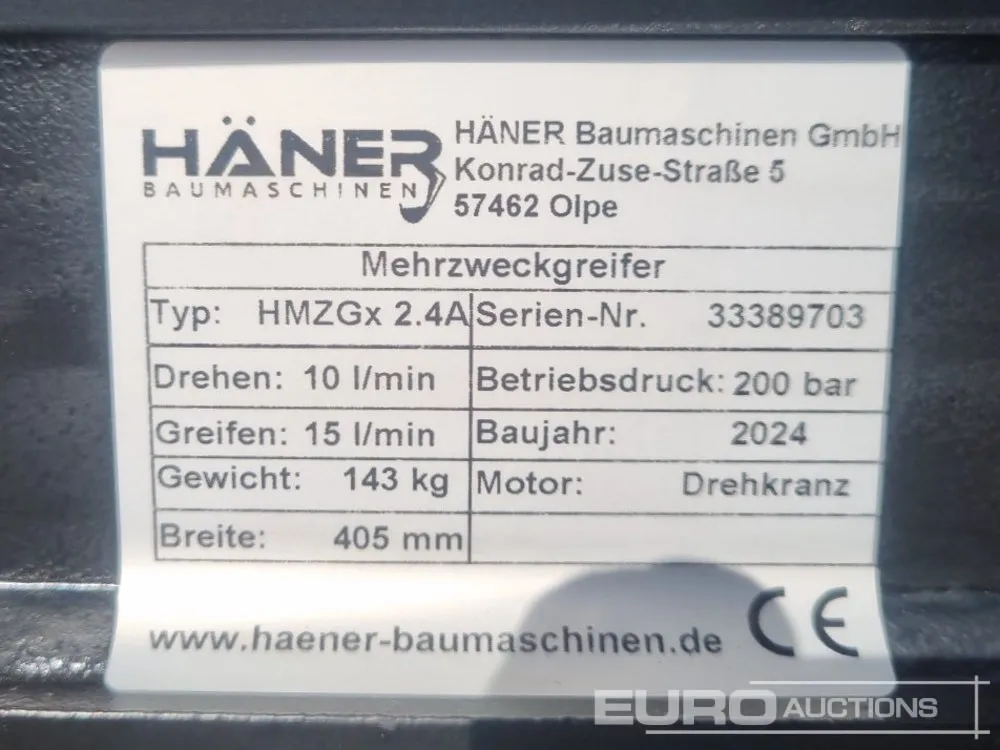 HÄNER
BAUMASCHINEN
HÄNER Baumaschinen GmbH
Konrad-Zuse-Straße 5
57462 Olpe
Mehrzweckgreifer
Typ: HMZGx 2.4A Serien-Nr. 33389703
Drehen: 10 l/min Betriebsdruck: 200 bar
Greifen: 15 l/min Baujahr: 2024
Gewicht: 143 kg Motor: Drehkranz
Breite: 405 mm
www.haener-baumaschinen.de CE
EURO AUCTIONS